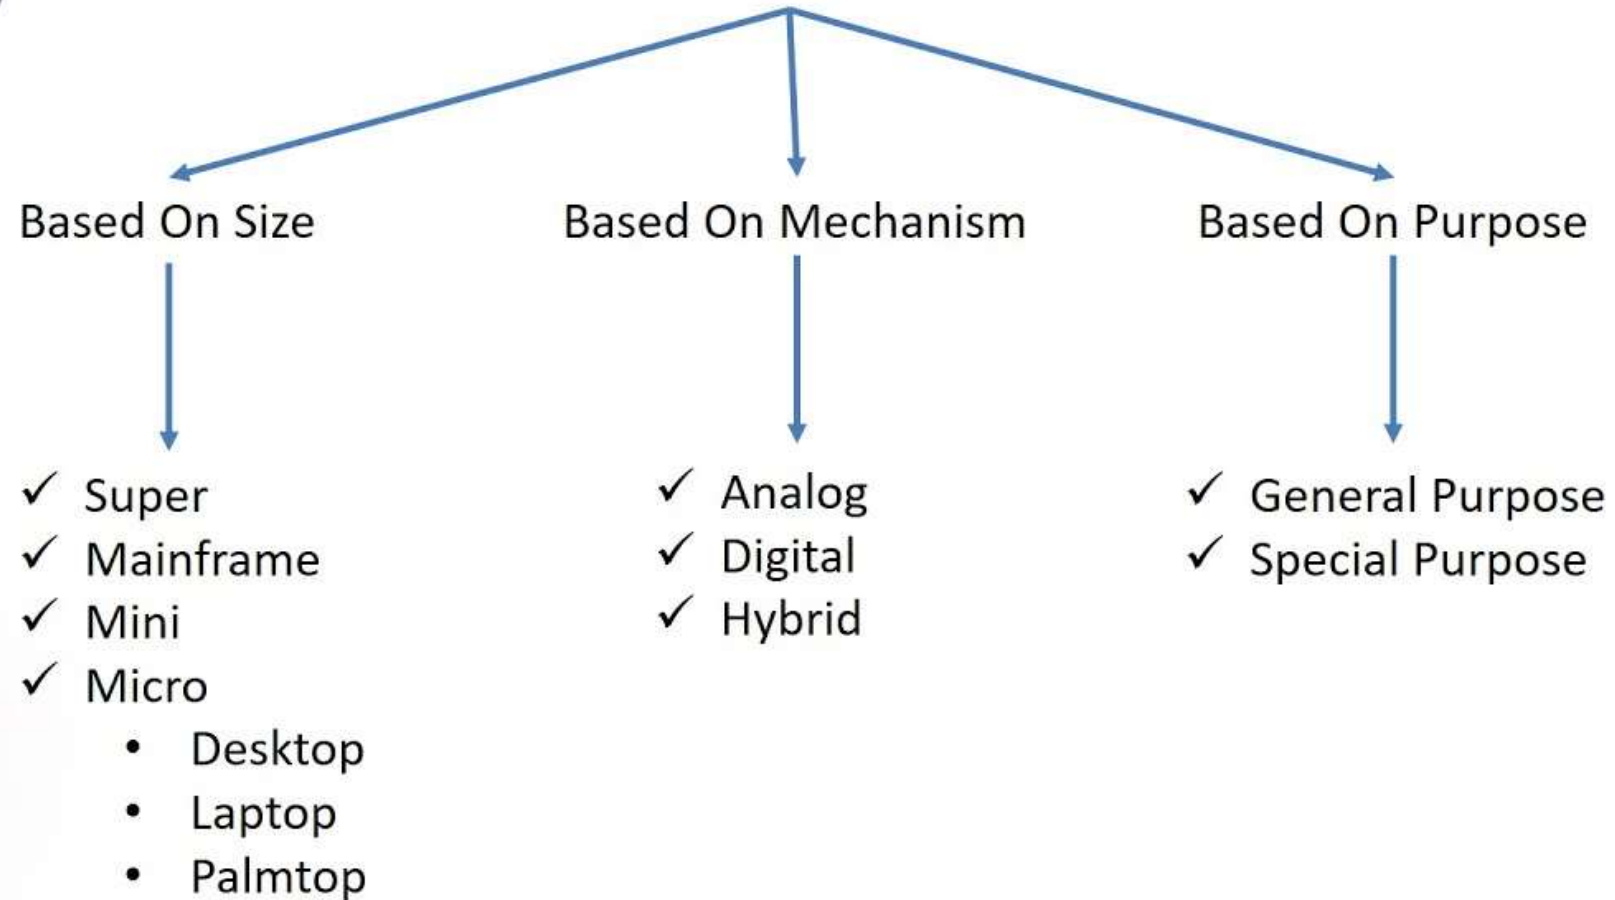 Based On Size
Based On Mechanism
Based On Purpose
✓ Super
✓ Mainframe
✓ Mini
✓ Micro
• Desktop
• Laptop
• Palmtop
✓ Analog
✓ Digital
✓ Hybrid
✓ General Purpose
✓ Special Purpose